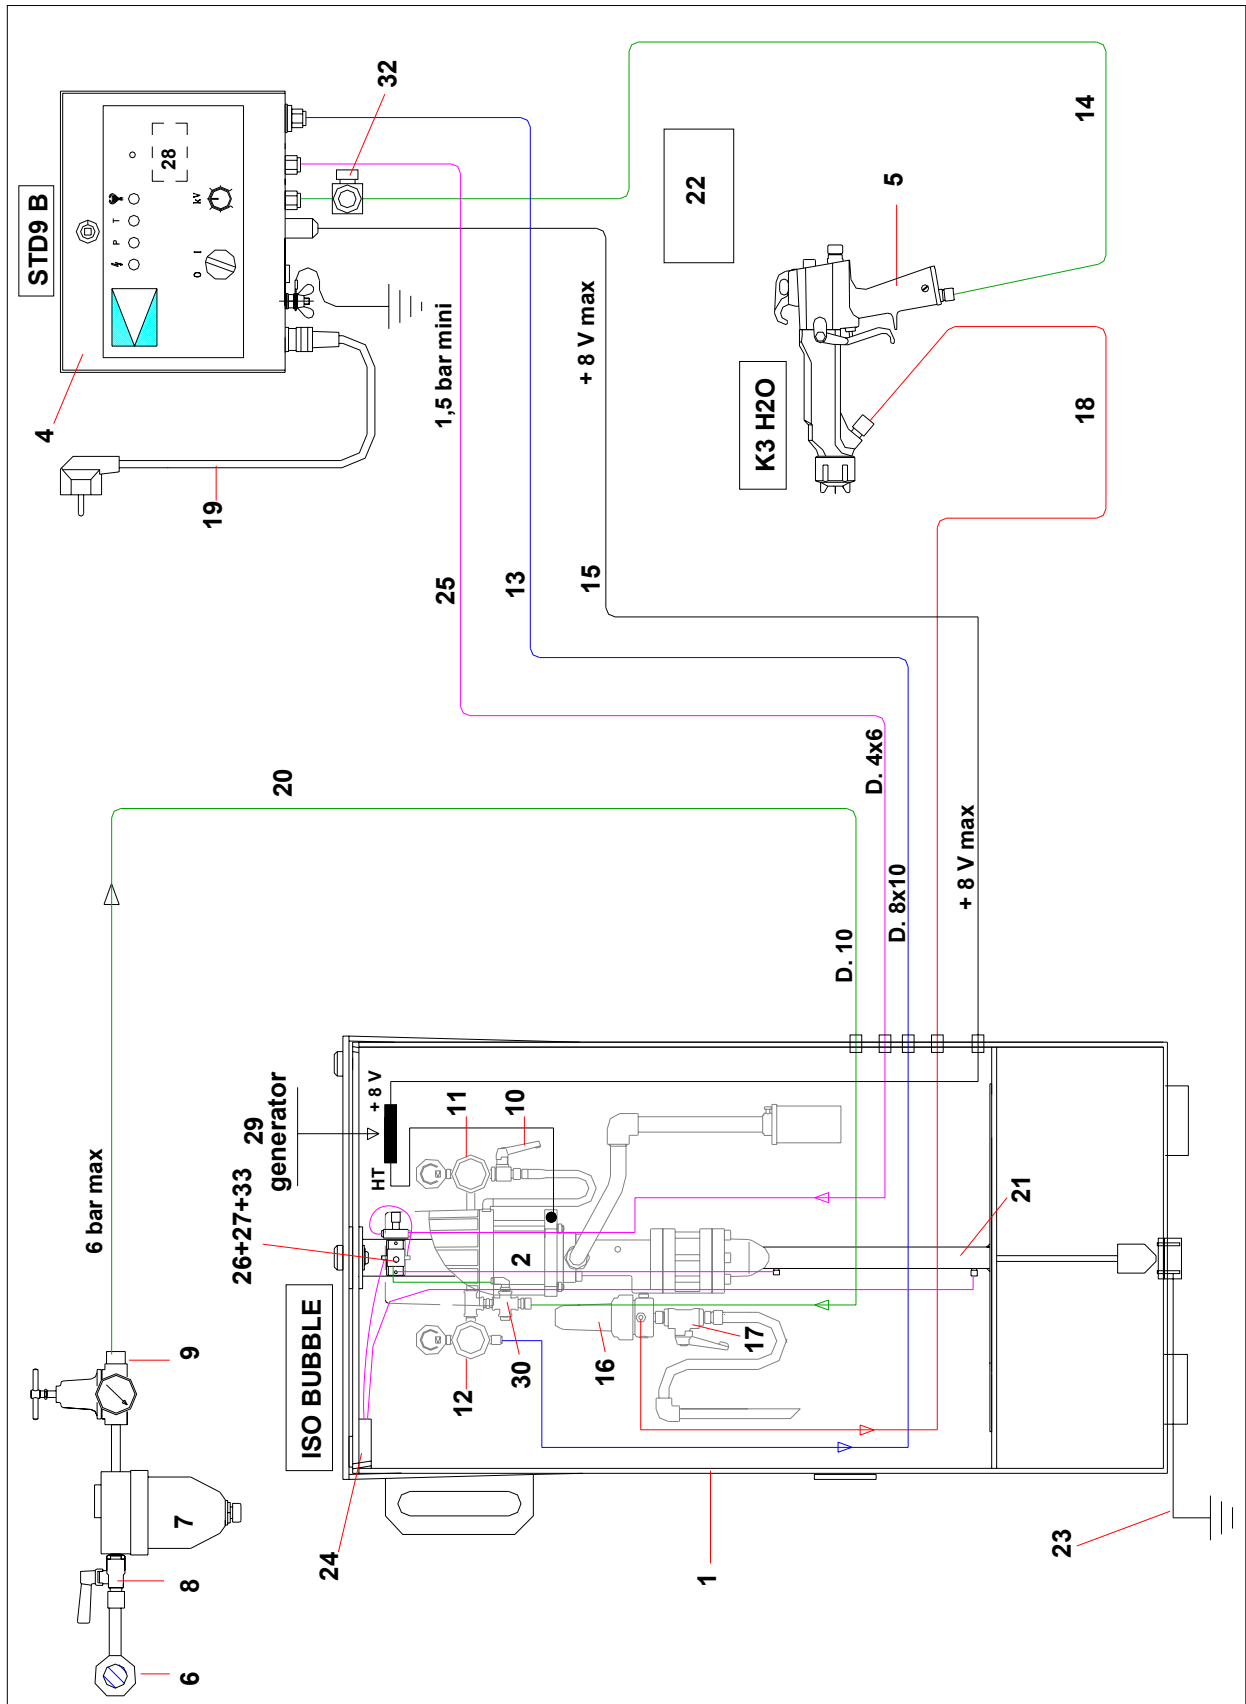 STD9 B
4
P T
O I
kV
28
6 bar max
6
8
7
9
19
26+27+33
29
generator
20
ISO BUBBLE
24
HT
+ 8 V
32
25
1,5 bar mini
12
11
30
2
10
13
15
+ 8 V max
16
22
1
17
K3 H2O
D. 10
D. 4x6
5
D. 8x10
+ 8 V max
21
23
18
14